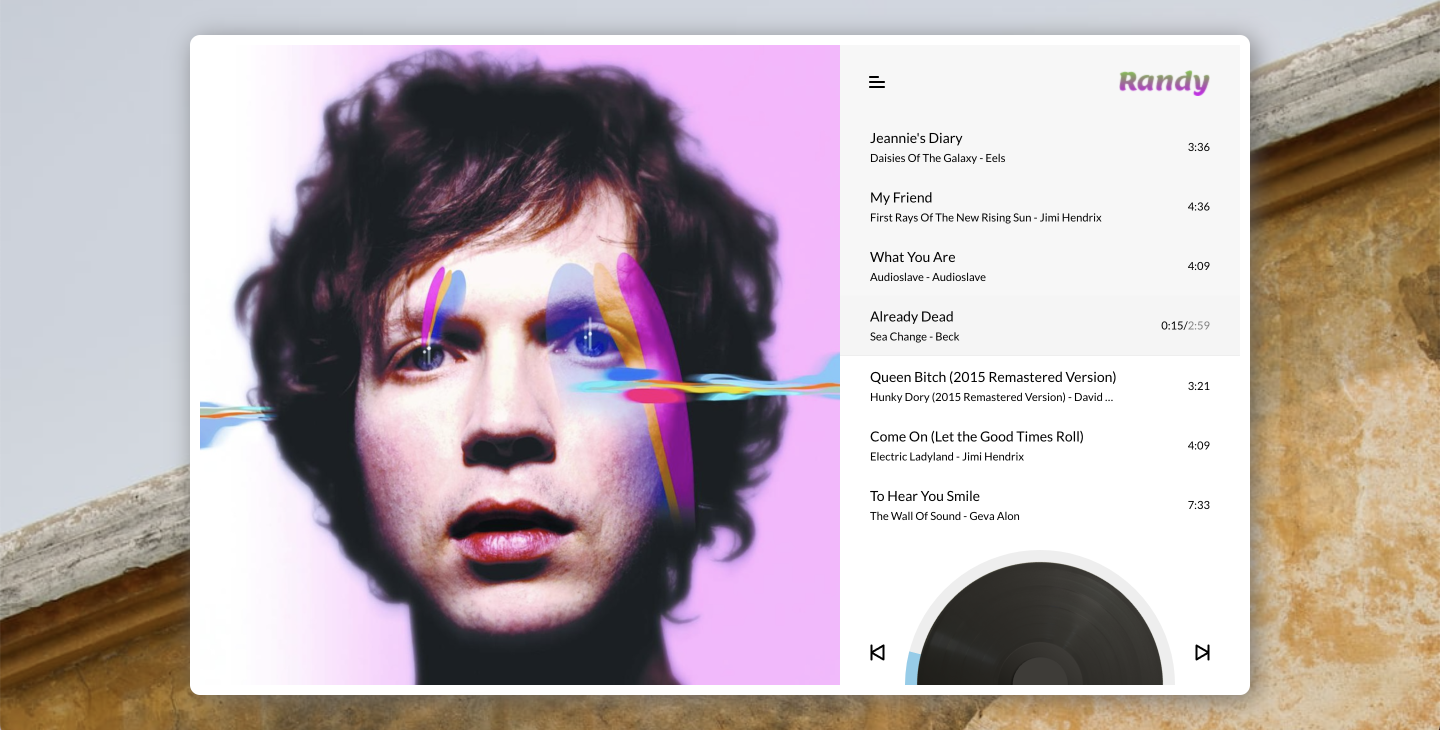 Randy
Jeannie's Diary
3:36
Daisies Of The Galaxy - Eels
My Friend
4:36
First Rays Of The New Rising Sun - Jimi Hendrix
What You Are
4:09
Audioslave - Audioslave
Already Dead
0:15/2:59
Sea Change - Beck
Queen Bitch (2015 Remastered Version)
3:21
Hunky Dory (2015 Remastered Version) - David ...
Come On (Let the Good Times Roll)
4:09
Electric Ladyland - Jimi Hendrix
To Hear You Smile
7:33
The Wall Of Sound - Geva Alon